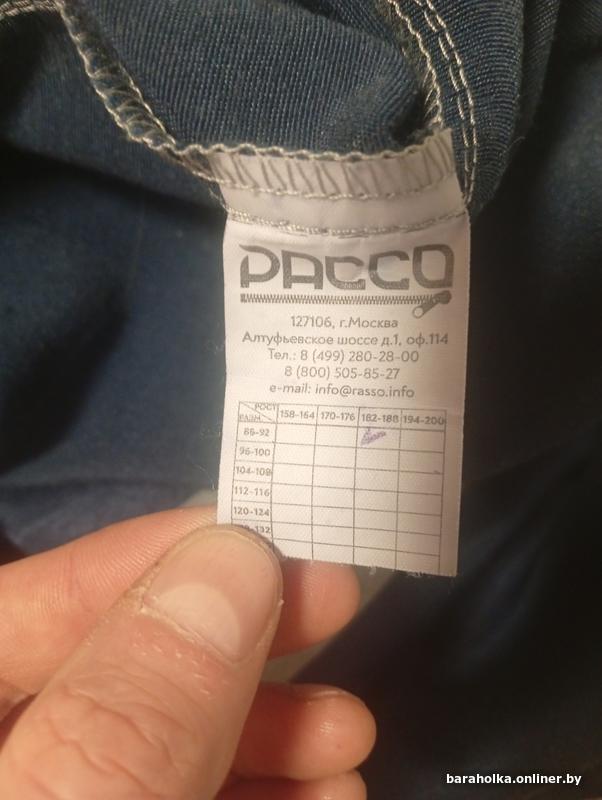 РАССО
127106, г.Москва
Алтуфьевское шоссе д.1, оф.114
Тел.: 8 (499) 280-28-00
8 (800) 505-85-27
e-mail: info@rasso.info
РОСТ
РАЗМ. 158-164 170-176 182-188 194-200
88-92
96-100
104-108
112-116
120-124
-132
baraholka.onliner.by